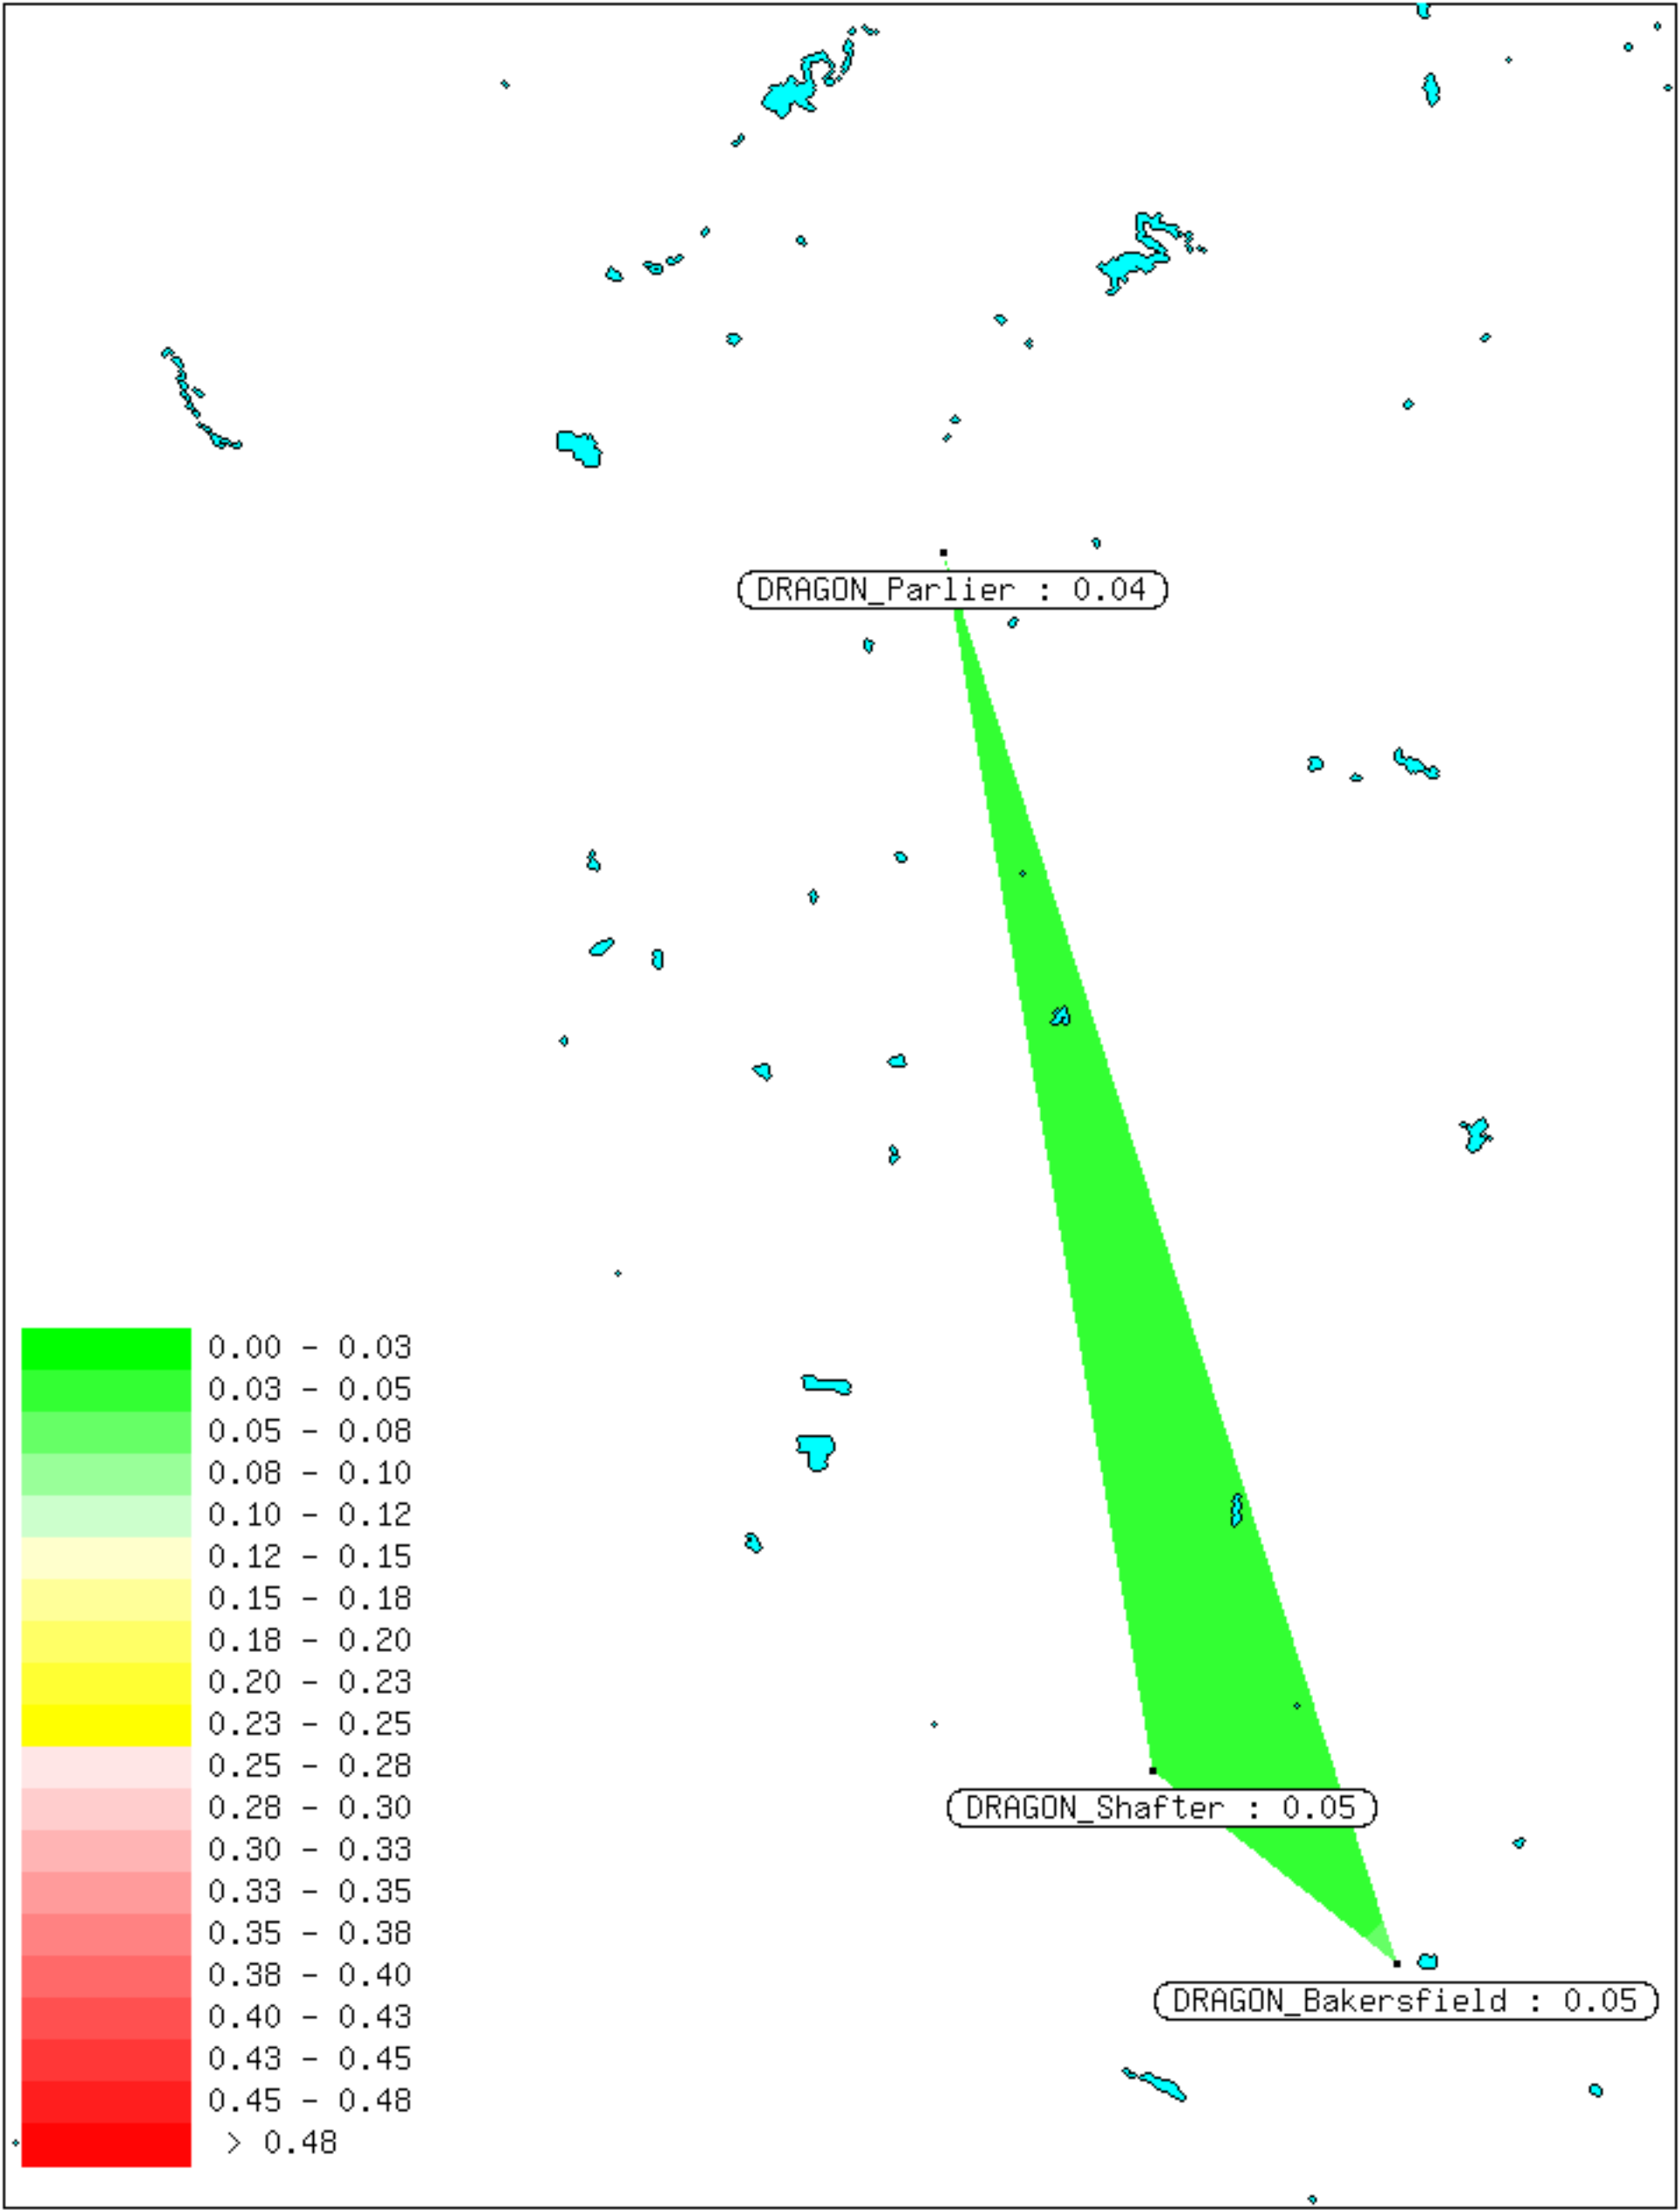 DRAGON_Parlier : 0.04
0.00 - 0.03
0.03 - 0.05
0.05 - 0.08
0.08 - 0.10
0.10 - 0.12
0.12 - 0.15
0.15 - 0.18
0.18 - 0.20
0.20 - 0.23
0.23 - 0.25
0.25 - 0.28
0.28 - 0.30
0.30 - 0.33
0.33 - 0.35
0.35 - 0.38
0.38 - 0.40
0.40 - 0.43
0.43 - 0.45
0.45 - 0.48
> 0.48
DRAGON_Shafter : 0.05
DRAGON_Bakersfield : 0.05